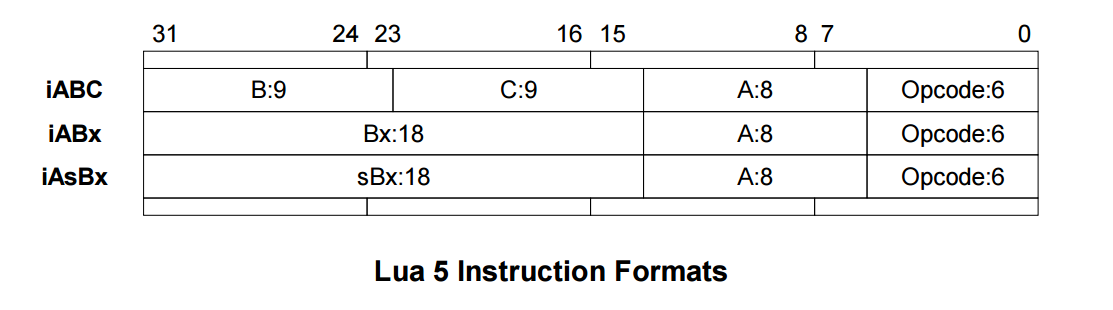 31 24 23 16 15 8 7 0
iABC B:9 C:9 A:8 Opcode:6
iABx Bx:18 A:8 Opcode:6
iAsBx sBx:18 A:8 Opcode:6
Lua 5 Instruction Formats